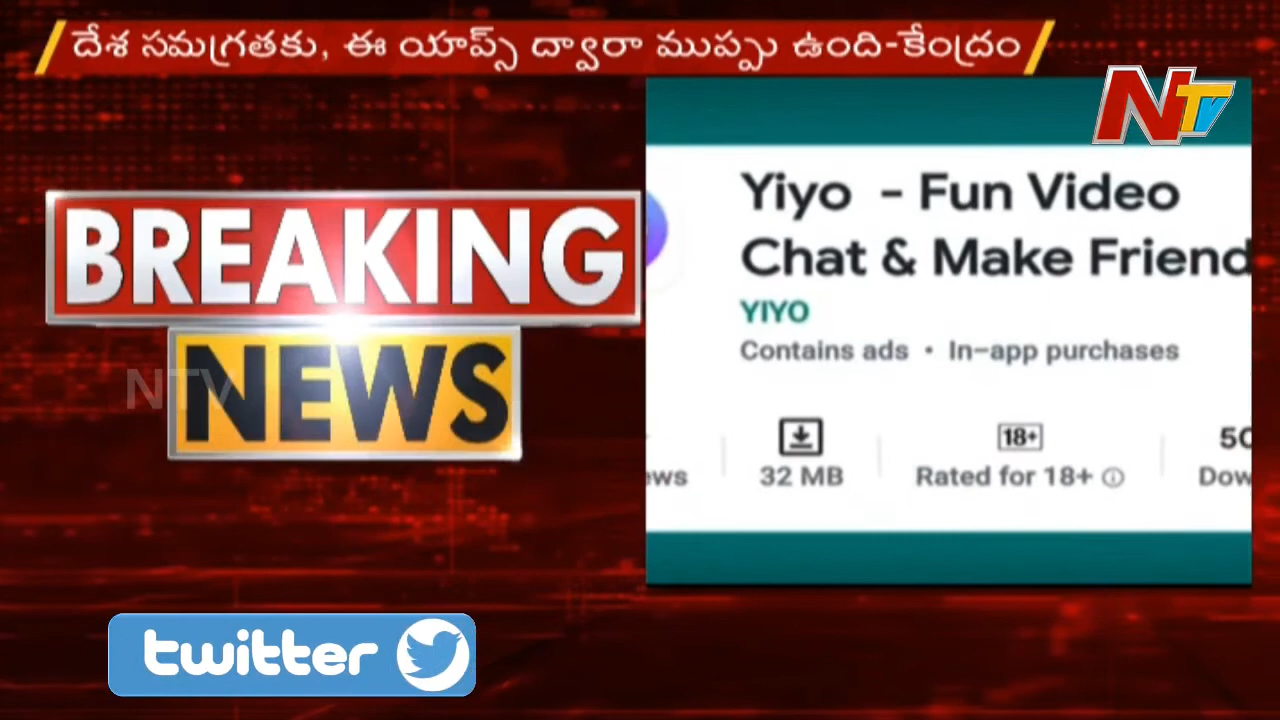 దేశ సమగ్రతకు, ఈ యాప్స్ ద్వారా ముప్పు ఉంది-కేంద్రం
NTV
BREAKING
NEWS
NTV
Yiyo - Fun Video
Chat & Make Friend
YIYO
Contains ads • In-app purchases
18+
32 MB
Rated for 18+
twitter